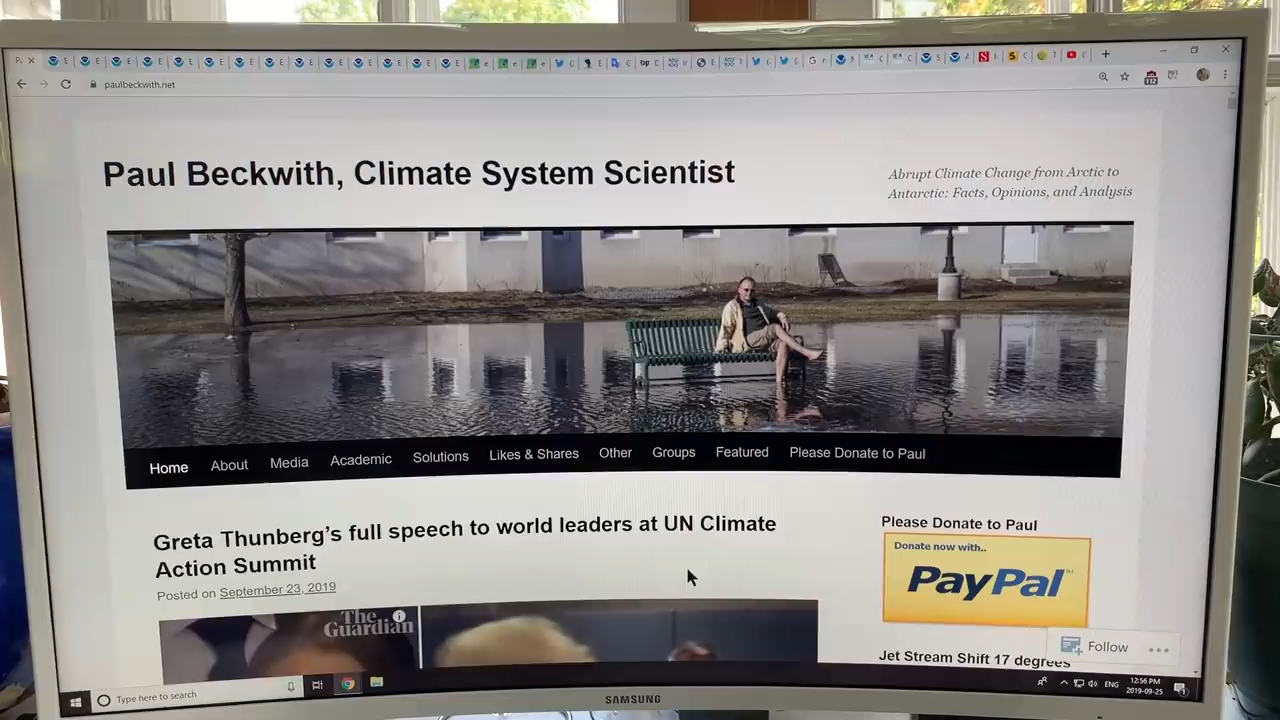 paulbeckwith.net
112
Paul Beckwith, Climate System Scientist
Abrupt Climate Change from Arctic to
Antarctic: Facts, Opinions, and Analysis
Home About Media Academic Solutions Likes & Shares Other Groups Featured Please Donate to Paul
Greta Thunberg's full speech to world leaders at UN Climate
Action Summit
Posted on September 23, 2019
The
Guardian
Please Donate to Paul
Donate now with..
PayPal
Follow
Jet Stream Shift 17 degrees
Type here to search
ENG
12:56 PM
2019-09-25
SAMSUNG